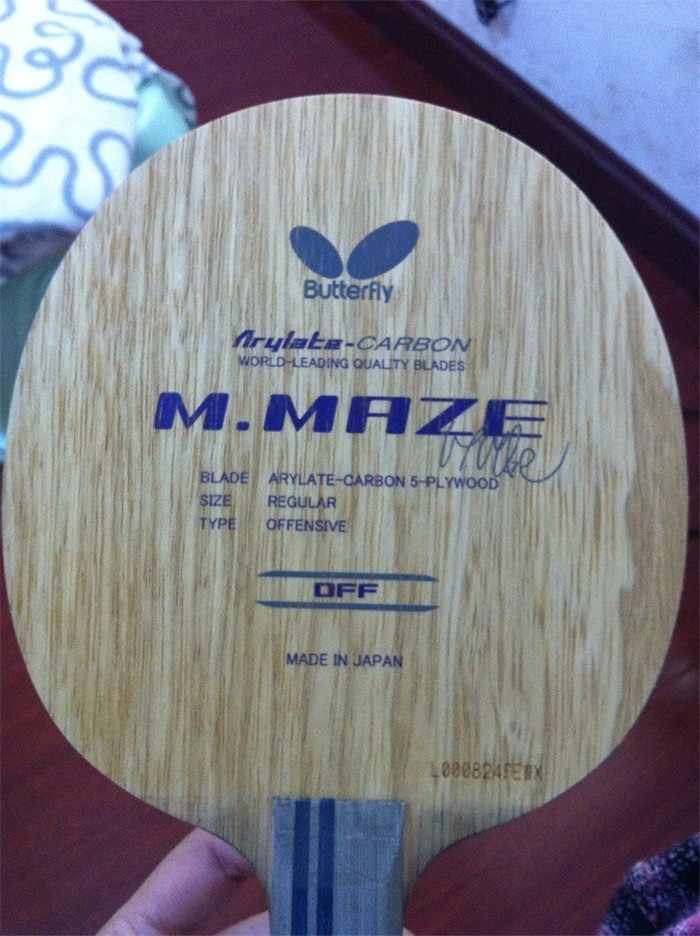 Butterfly
Arylate-CARBON
WORLD-LEADING QUALITY BLADES
M.MAZE
BLADE ARYLATE-CARBON 5-PLYWOOD
SIZE REGULAR
TYPE OFFENSIVE
OFF
MADE IN JAPAN